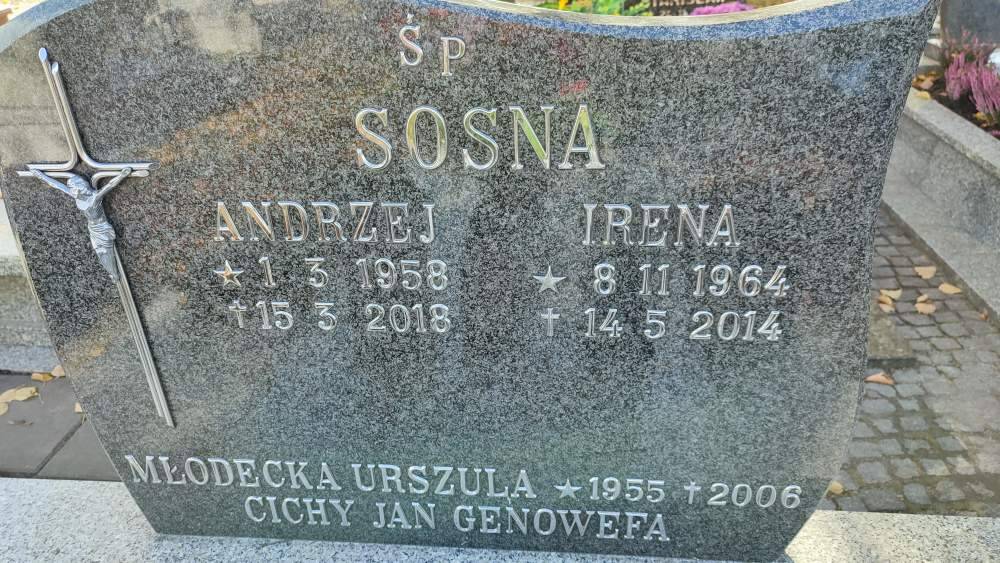 Ś P
SOSNA
ANDRZEJ IRENA
★ 1 3 1958 ★ 8 11 1964
✝ 15 3 2018 ✝ 14 5 2014
MŁODECKA URSZULA ★ 1955 ✝ 2006
CICHY JAN GENOWEFA